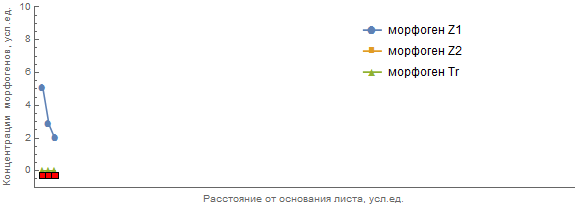 Концентрации морфогенов, усл.ед.
10
8
6
4
2
0
морфоген Z1
морфоген Z2
морфоген Tr
Расстояние от основания листа, усл.ед.